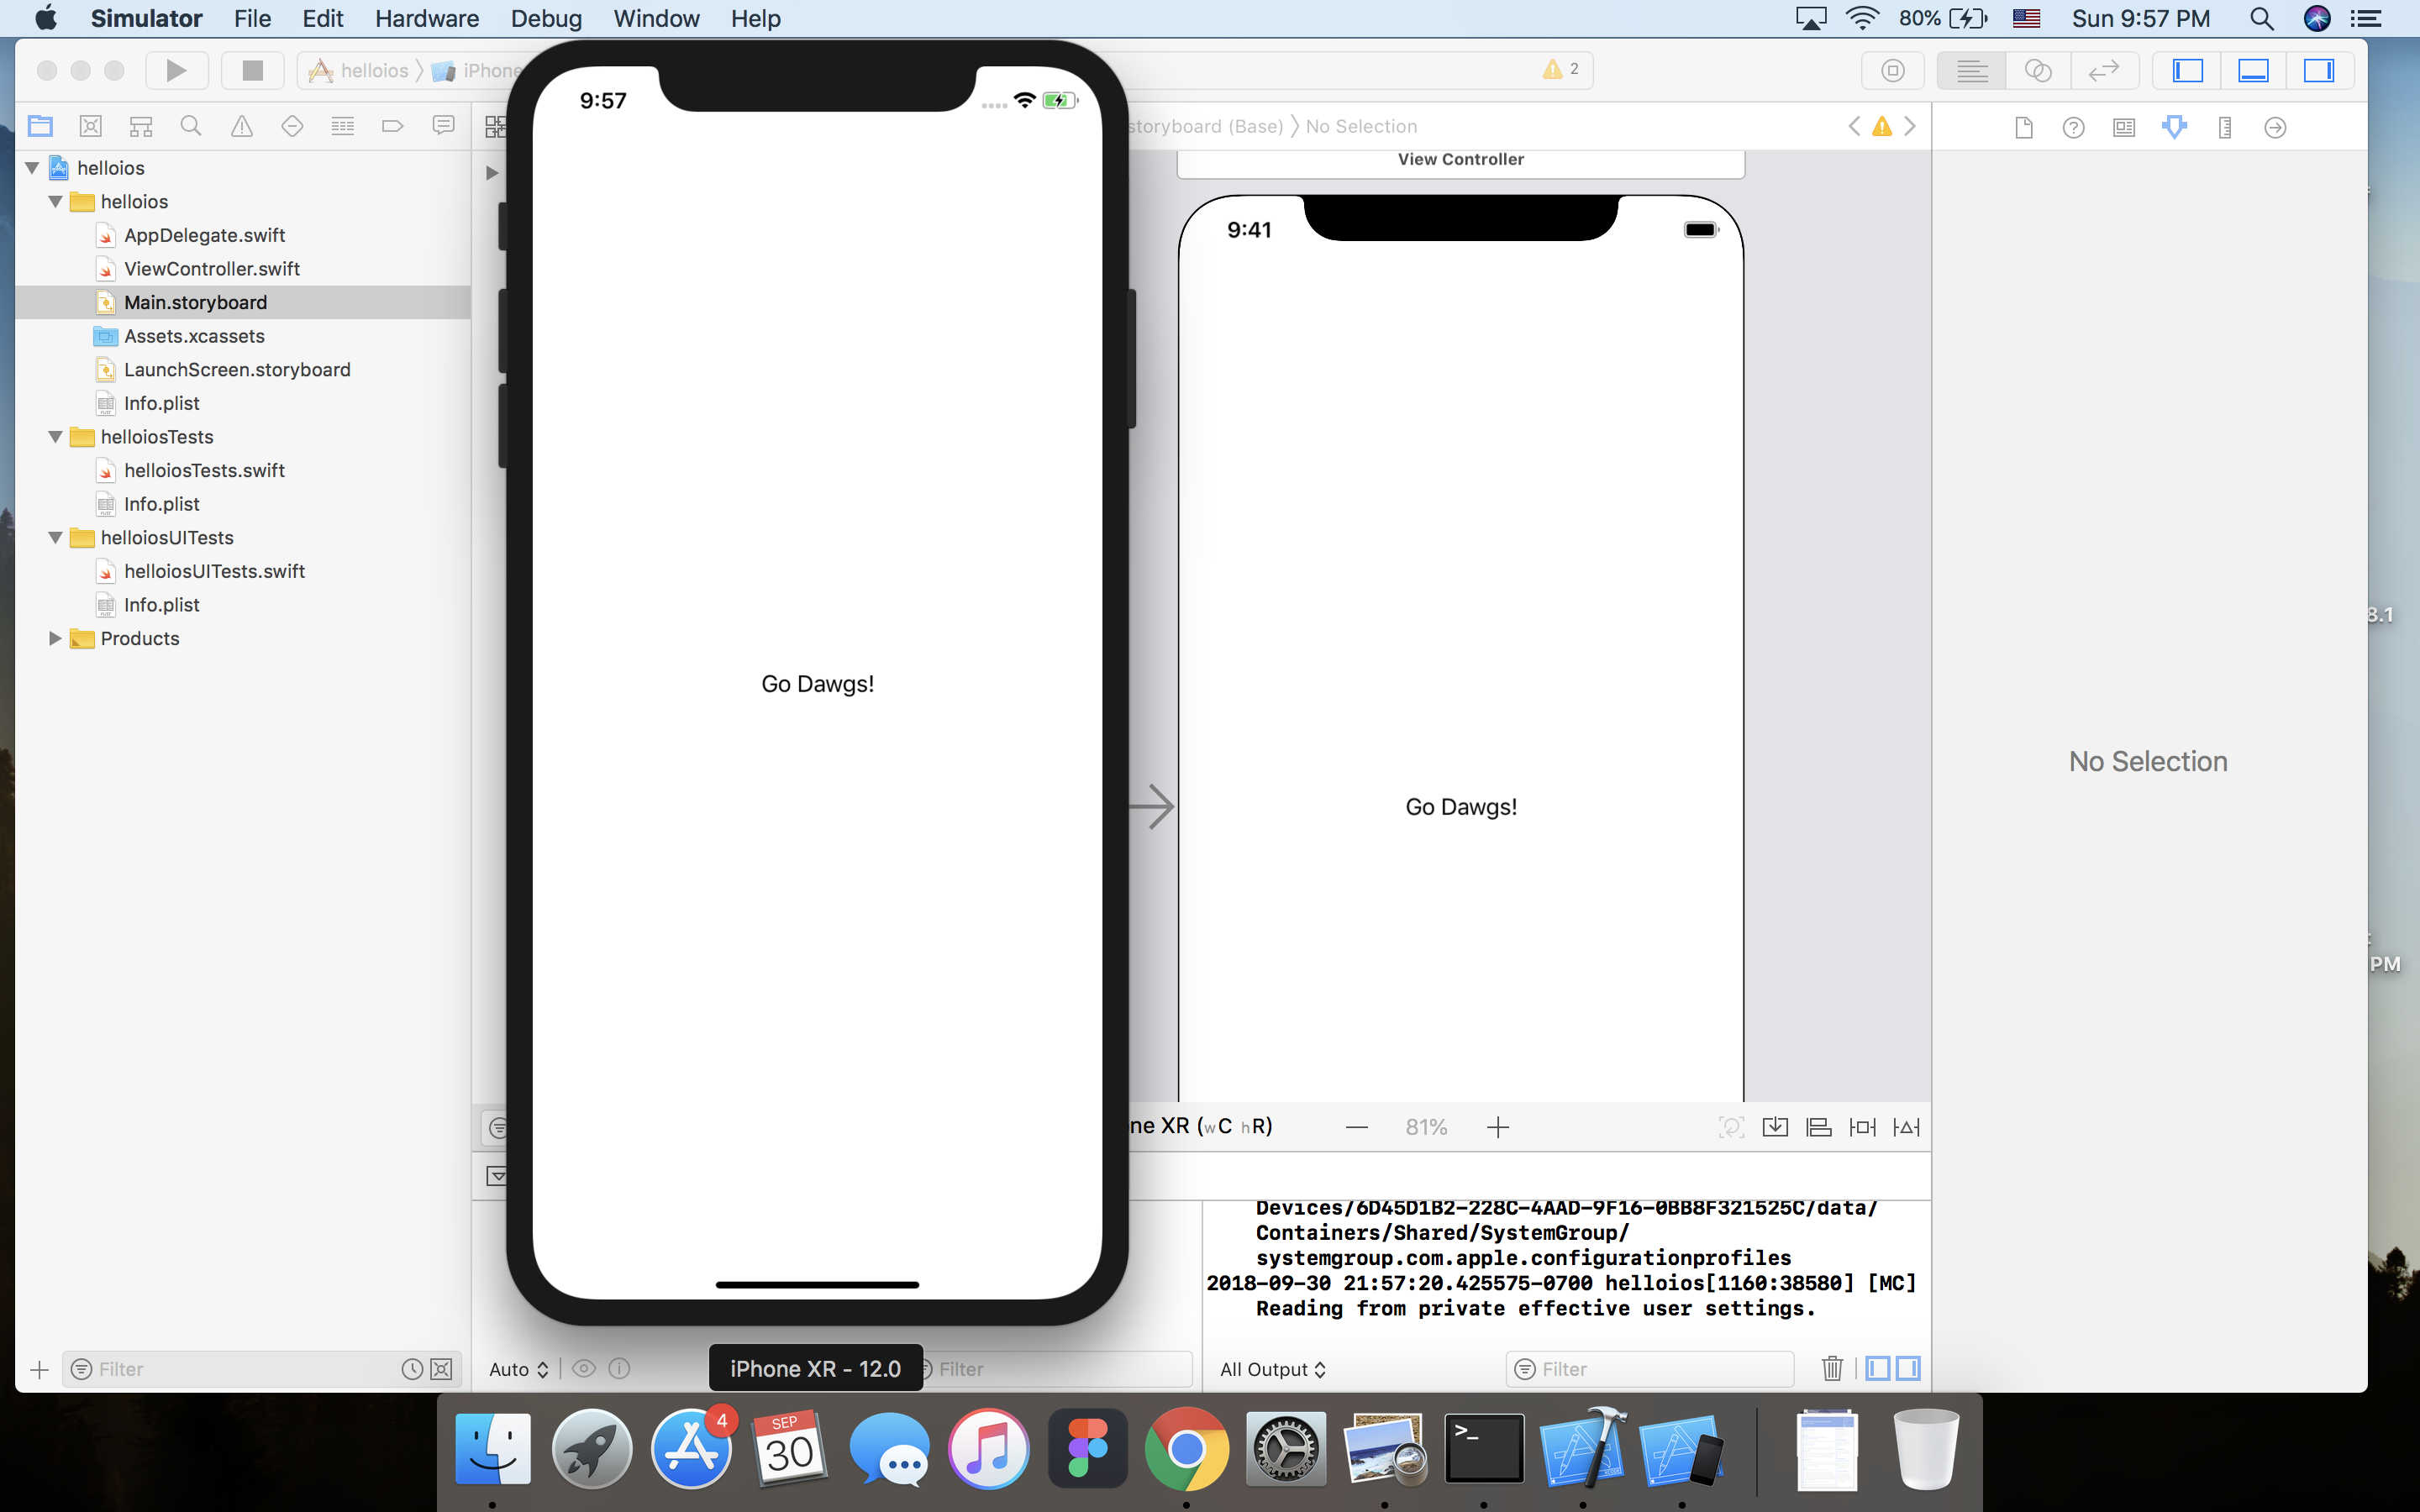 Simulator File Edit Hardware Debug Window Help 80% Sun 9:57 PM
helloios iPhone 2
storyboard (Base) No Selection
helloios
helloios
AppDelegate.swift
ViewController.swift
Main.storyboard
Assets.xcassets
LaunchScreen.storyboard
Info.plist
helloiosTests
helloiosTests.swift
Info.plist
helloiosUITests
helloiosUITests.swift
Info.plist
Products
Filter
9:57
Go Dawgs!
iPhone XR - 12.0
View Controller
9:41
Go Dawgs!
ne XR (wC hR) 81%
Devices/6D45D1B2-228C-4AAD-9F16-0BB8F321525C/data/
Containers/Shared/SystemGroup/
systemgroup.com.apple.configurationprofiles
2018-09-30 21:57:20.425575-0700 helloios[1160:38580] [MC]
Reading from private effective user settings.
Auto Filter
All Output Filter
No Selection
8.1
PM
4
SEP
30
>_